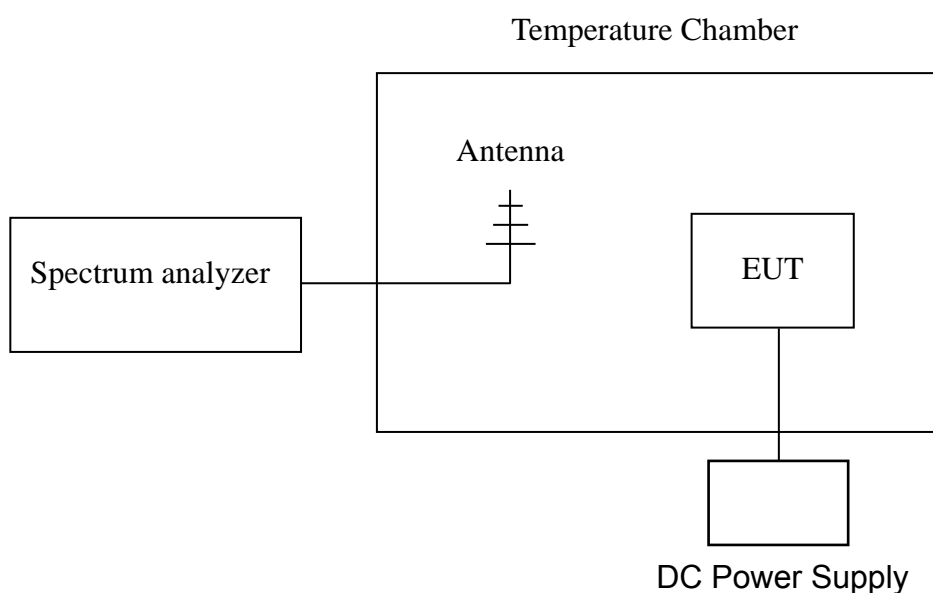 Temperature Chamber
Antenna
Spectrum analyzer
EUT
DC Power Supply